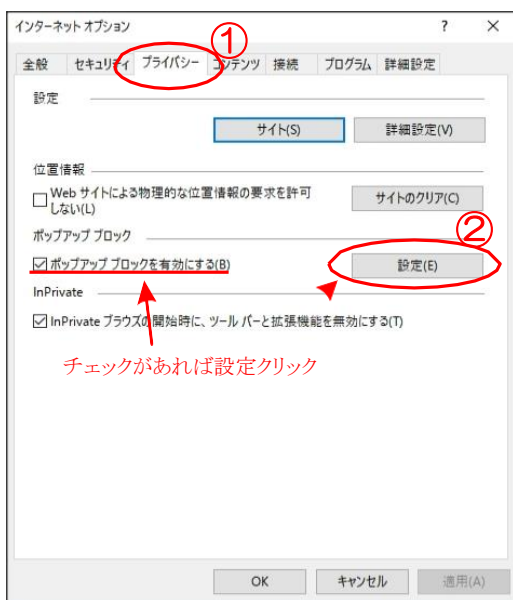 インターネット オプション ? ×
①
全般 セキュリティ プライバシー コンテンツ 接続 プログラム 詳細設定
設定
サイト(S) 詳細設定(V)
位置情報
Web サイトによる物理的な位置情報の要求を許可
しない(L)
サイトのクリア(C)
ポップアップ ブロック
②
ポップアップ ブロックを有効にする(B) 設定(E)
InPrivate
InPrivate ブラウズの開始時に、ツール バーと拡張機能を無効にする(T)
チェックがあれば設定クリック
OK キャンセル 適用(A)